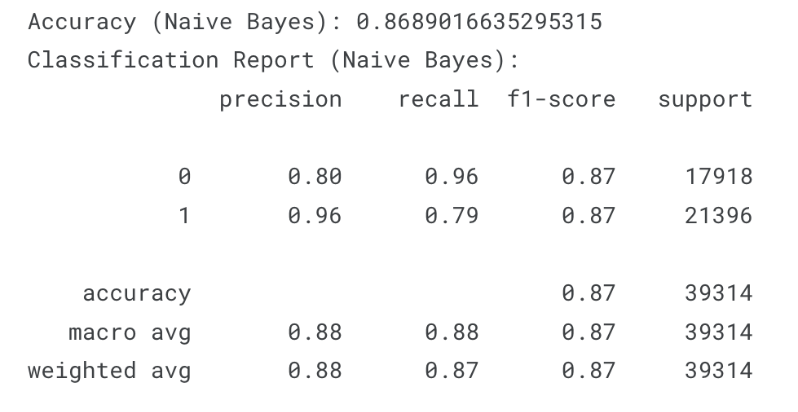 Accuracy (Naive Bayes): 0.8689016635295315
Classification Report (Naive Bayes):
precision recall f1-score support
0 0.80 0.96 0.87 17918
1 0.96 0.79 0.87 21396
accuracy 0.87 39314
macro avg 0.88 0.88 0.87 39314
weighted avg 0.88 0.87 0.87 39314